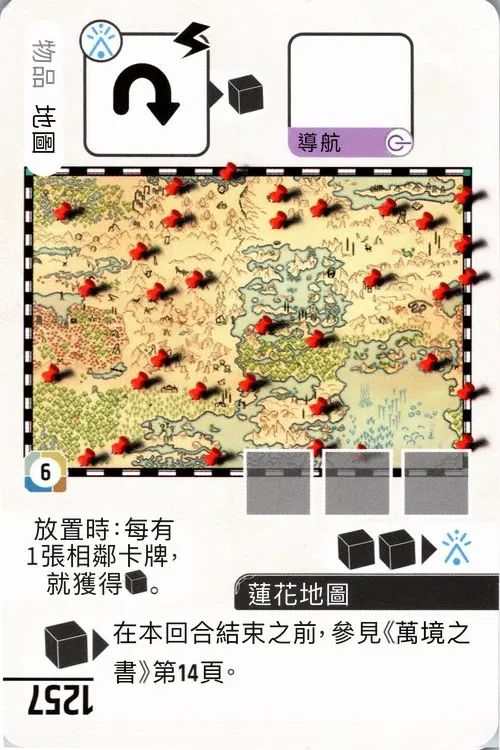 物品 地圖
導航
6
放置時：每有
1張相鄰卡牌，
就獲得。
蓮花地圖
在本回合結束之前，參見《萬境之
書》第14頁。
1257